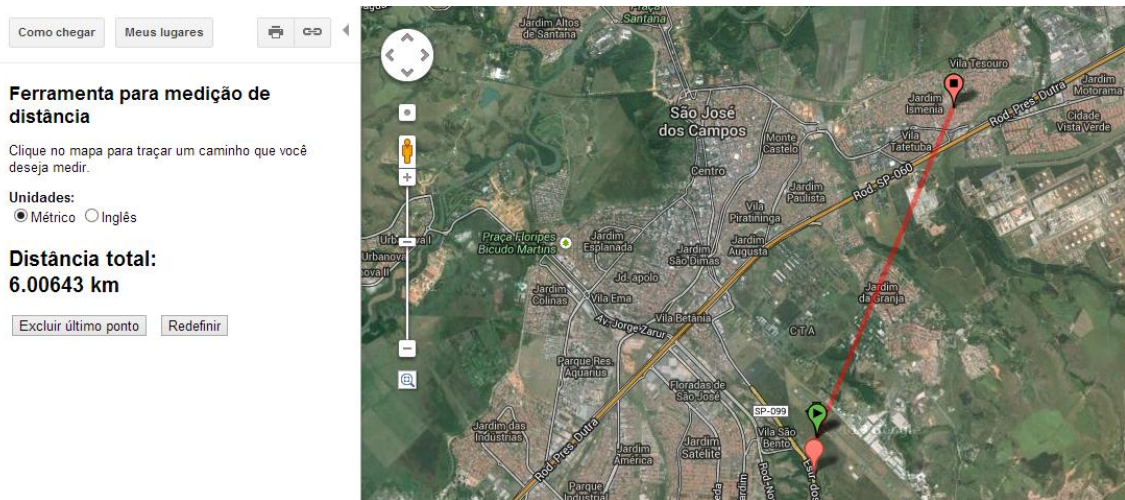 Como chegar
Meus lugares
Ferramenta para medição de
distância
Clique no mapa para traçar um caminho que você
deseja medir.
Unidades:
Métrico
Inglês
Distância total:
6.00643 km
Excluir último ponto
Redefinir
Praça
Santana
Jardim Altos
de Santana
Vila Tesouro
Jardim
Motorama
Jardim
Ismenia
Rod. Pres. Dutra
Cidade
Vista Verde
São José
dos Campos
Monte
Castelo
Vila
Tatetuba
Centro
Rod. SP-060
Jardim
Paulista
Vila
Piratininga
Urbanova I
Urbanova
nova II
Praça Floripes
Bicudo Martins
Jardim
Esplanada
Jardim
São Dimas
Jardim
Augusta
Jd. apolo
Jardim
Colinas
Vila Ema
Jardim
da Granja
Vila Betânia
CTA
Av. Jorge Zarur
Parque Res.
Aquarius
Floradas de
São José
SP-099
Vila São
Bento
Jardim das
Indústrias
Rod. Pres. Dutra
Jardim
América
Jardim
Satélite
Parque
Industrial